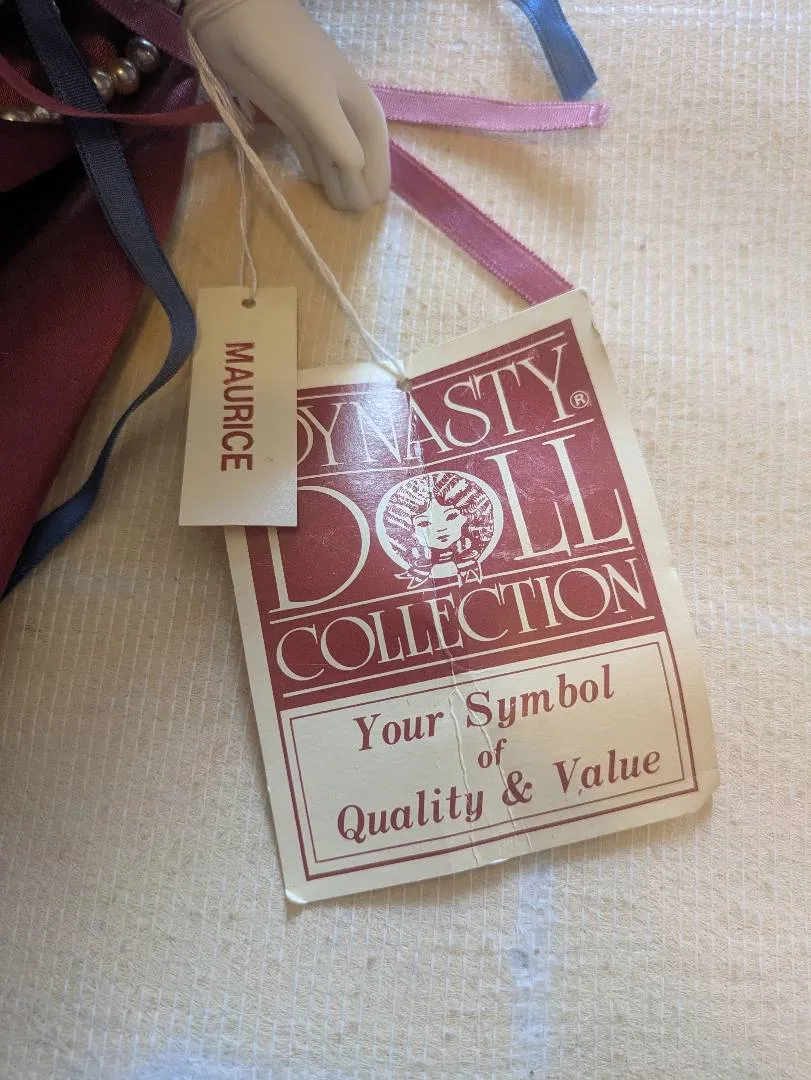 MAURICE
DYNASTY®
DOLL
COLLECTION
Your Symbol
of
Quality & Value